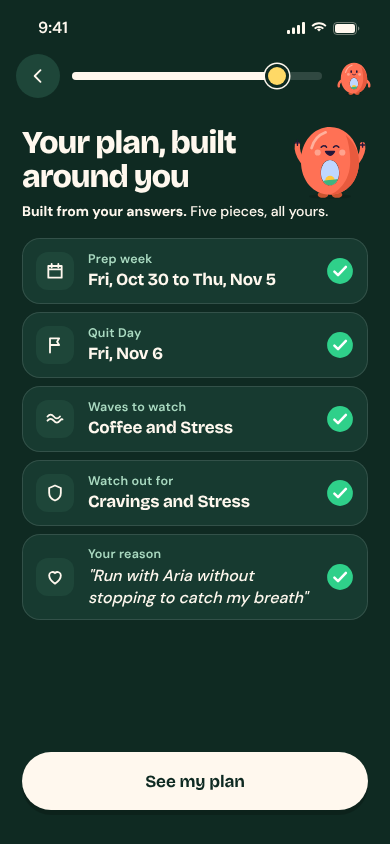 9:41
Your plan, built
around you
Built from your answers. Five pieces, all yours.
Prep week
Fri, Oct 30 to Thu, Nov 5
Quit Day
Fri, Nov 6
Waves to watch
Coffee and Stress
Watch out for
Cravings and Stress
Your reason
"Run with Aria without
stopping to catch my breath"
See my plan